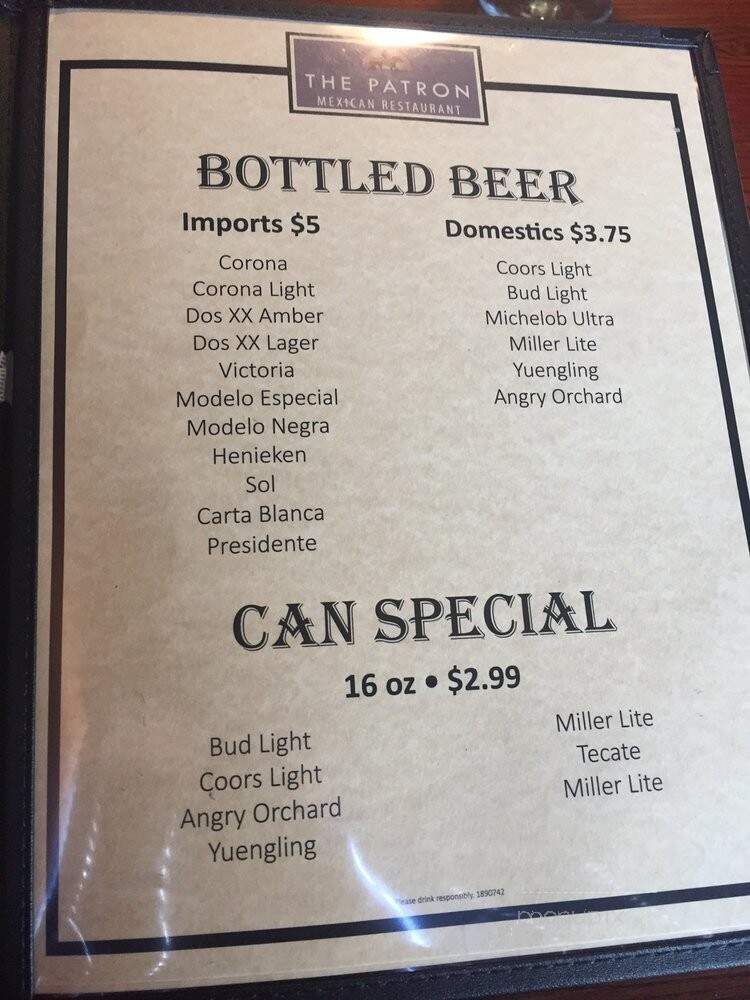 THE PATRON
MEXICAN RESTAURANT
BOTTLED BEER
Imports $5
Corona
Corona Light
Dos XX Amber
Dos XX Lager
Victoria
Modelo Especial
Modelo Negra
Henieken
Sol
Carta Blanca
Presidente
Domestics $3.75
Coors Light
Bud Light
Michelob Ultra
Miller Lite
Yuengling
Angry Orchard
CAN SPECIAL
16 oz • $2.99
Bud Light
Coors Light
Angry Orchard
Yuengling
Miller Lite
Tecate
Miller Lite
drink responsibly. 1890742